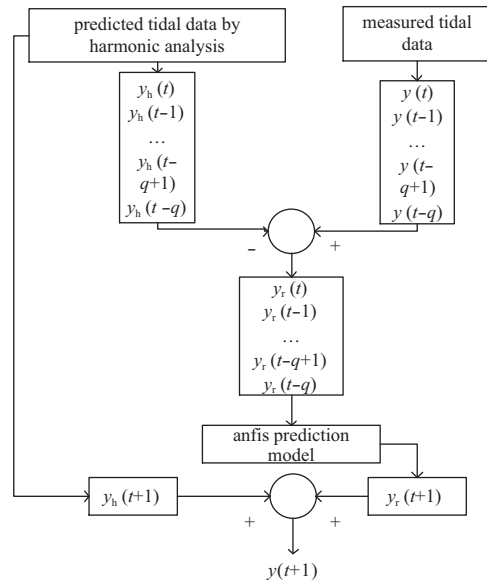 predicted tidal data by
harmonic analysis
measured tidal
data
yh (t)
yh (t−1)
...
yh (t−
q+1)
yh (t −q)
y (t)
y (t−1)
...
y (t−
q+1)
y (t−q)
− +
yr (t)
yr (t−1)
...
yr (t−q+1)
yr (t−q)
anfis prediction
model
yh (t+1)
yr (t+1)
+ +
y(t+1)